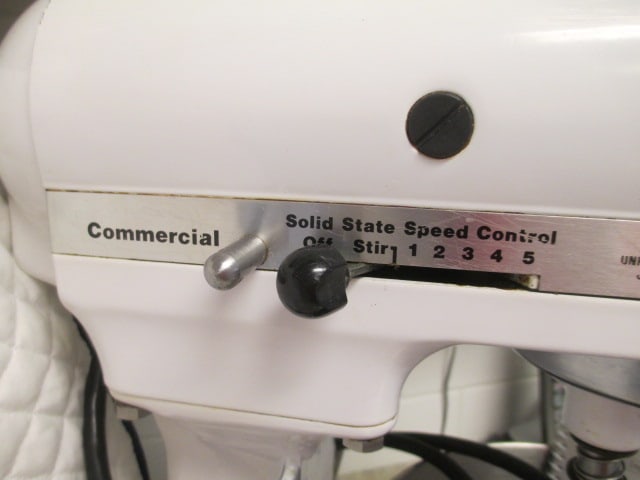 Commercial
Solid State Speed Control
Off Stir 1 2 3 4 5